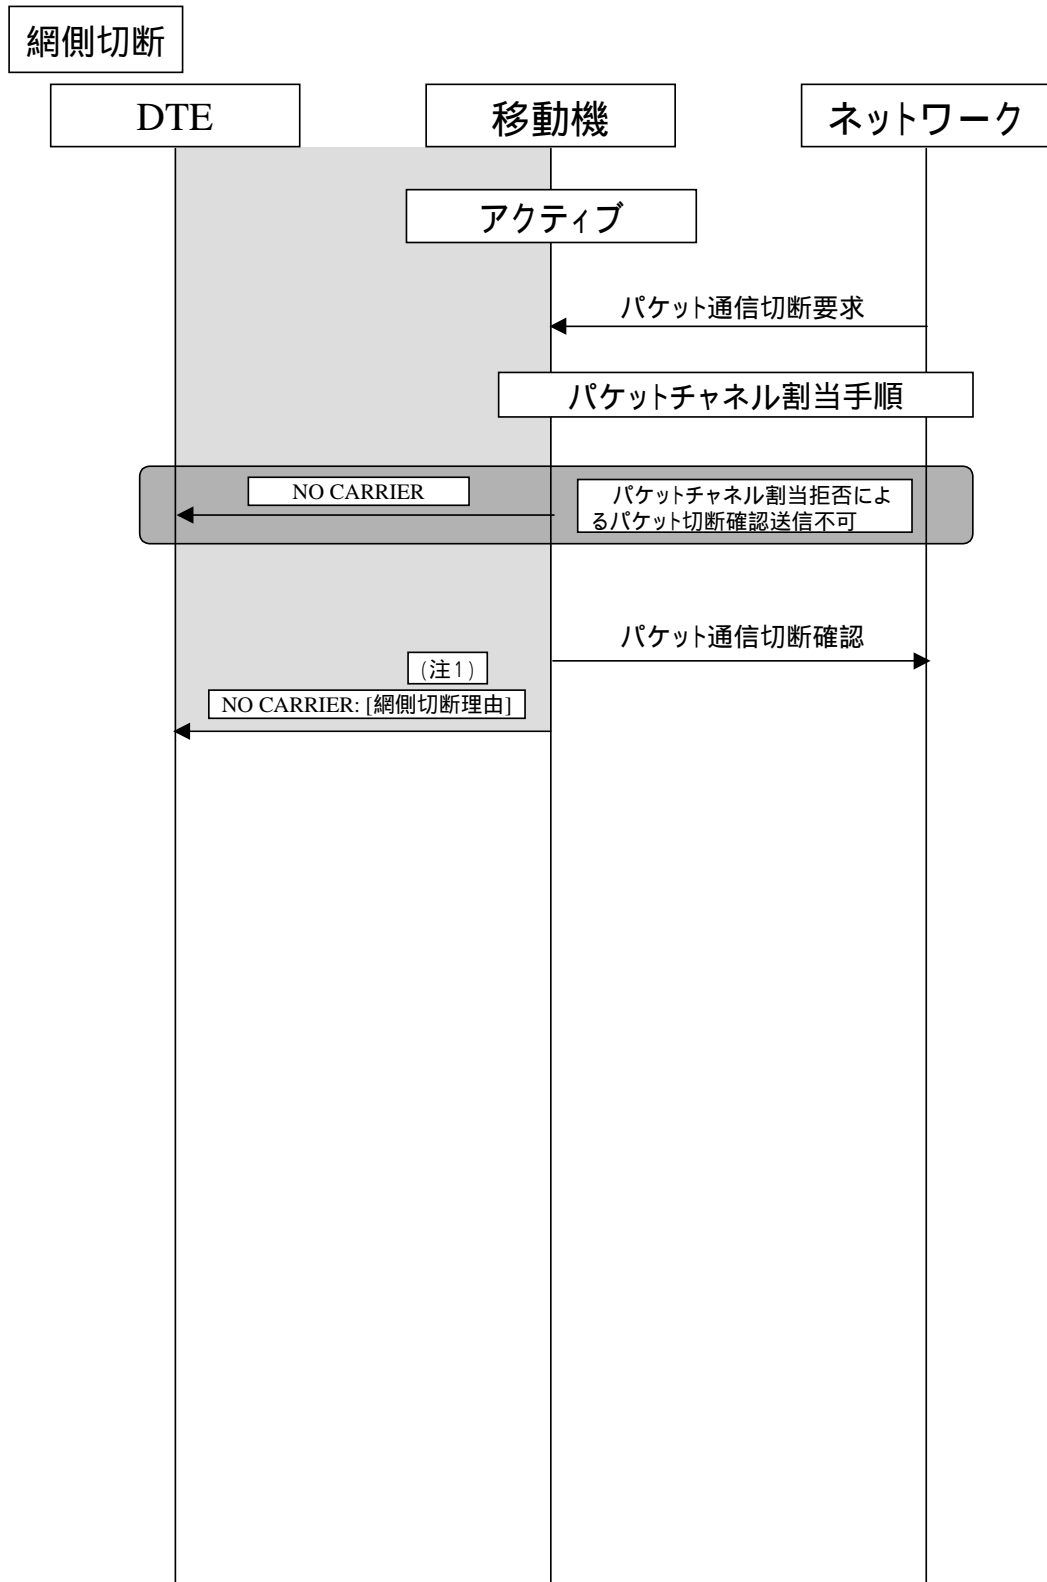 網側切断
DTE
移動機
ネットワーク
アクティブ
パケット通信切断要求
パケットチャネル割当手順
NO CARRIER
パケットチャネル割当拒否によ
るパケット切断確認送信不可
パケット通信切断確認
(注1)
NO CARRIER: [網側切断理由]